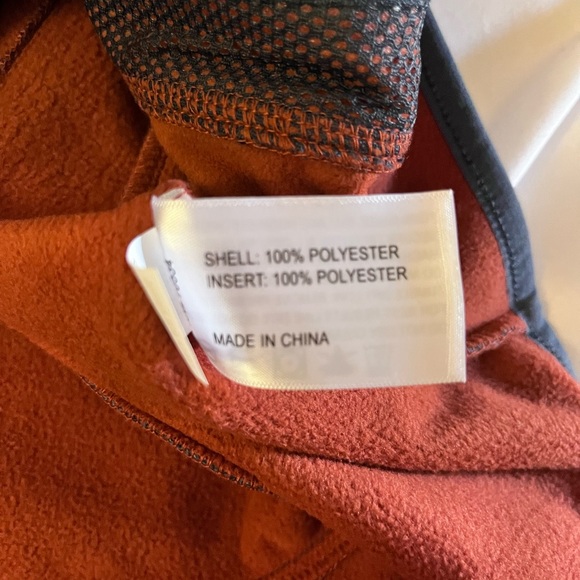 SHELL: 100% POLYESTER
INSERT: 100% POLYESTER
MADE IN CHINA